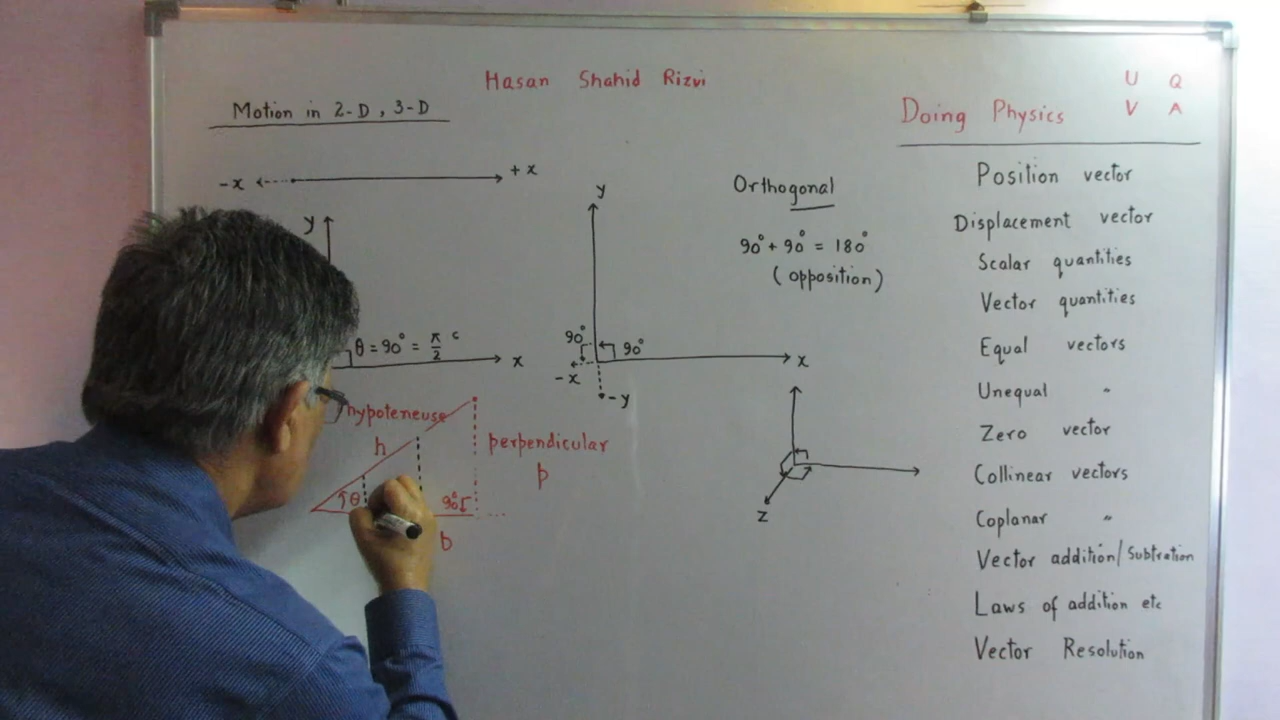 Hasan Shahid Rizvi
Motion in 2-D, 3-D
U Q
Doing Physics V A
-x +x
y
θ = 90° = π/2 c
x
y
90°
90°
x
-x
-y
Orthogonal
90° + 90° = 180°
(opposition)
hypoteneuse
h
perpendicular
p
θ
90°
b
z
Position vector
Displacement vector
Scalar quantities
Vector quantities
Equal vectors
Unequal "
Zero vector
Collinear vectors
Coplanar "
Vector addition/Subtration
Laws of addition etc
Vector Resolution